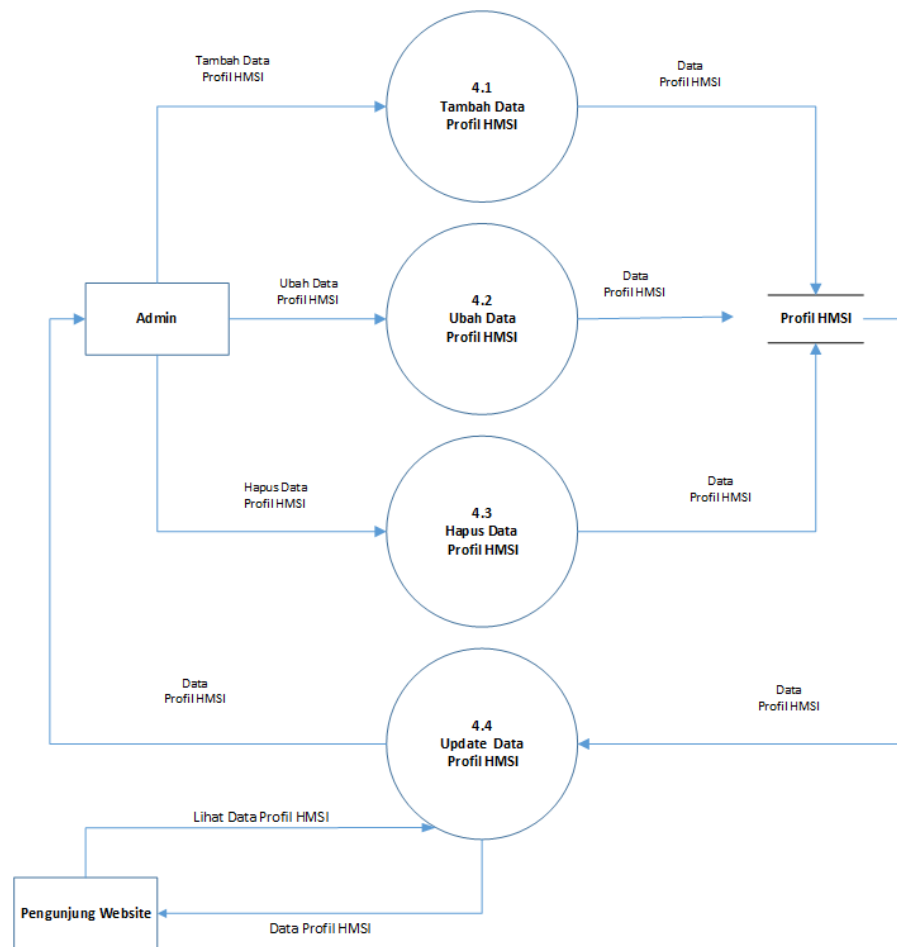 Tambah Data
Profil HMSI
4.1
Tambah Data
Profil HMSI
Data
Profil HMSI
Admin
Ubah Data
Profil HMSI
4.2
Ubah Data
Profil HMSI
Data
Profil HMSI
Profil HMSI
Hapus Data
Profil HMSI
4.3
Hapus Data
Profil HMSI
Data
Profil HMSI
Data
Profil HMSI
4.4
Update Data
Profil HMSI
Data
Profil HMSI
Lihat Data Profil HMSI
Pengunjung Website
Data Profil HMSI